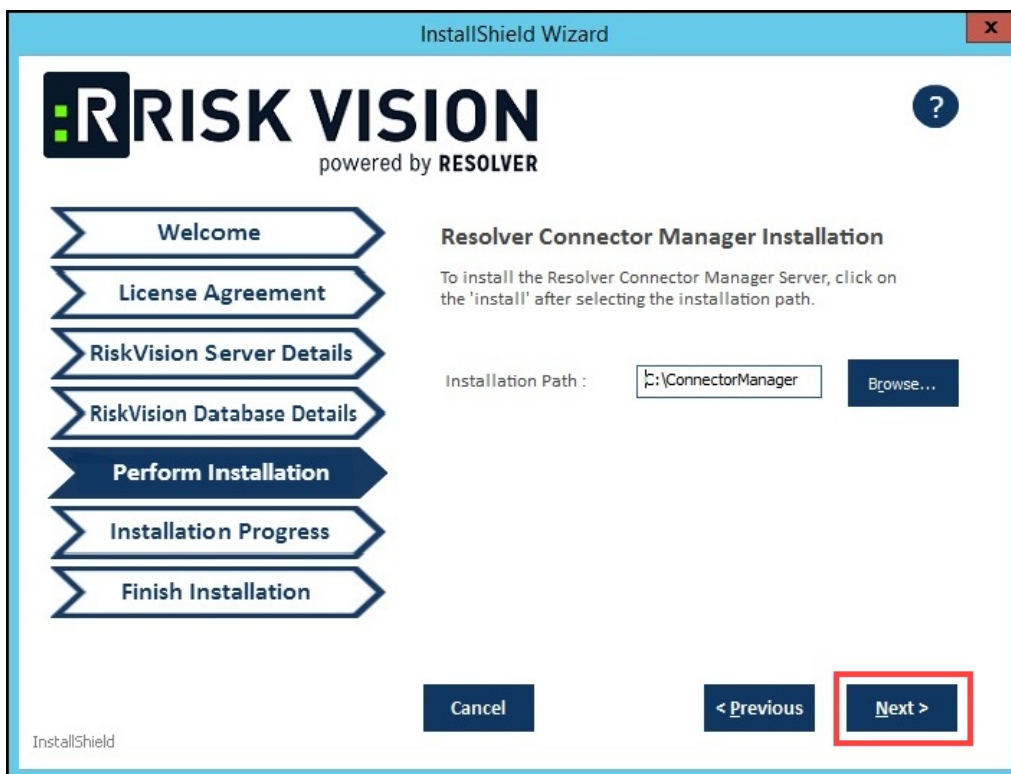 InstallShield Wizard
x
:R RISK VISION
powered by RESOLVER
?
Welcome
License Agreement
RiskVision Server Details
RiskVision Database Details
Perform Installation
Installation Progress
Finish Installation
Resolver Connector Manager Installation
To install the Resolver Connector Manager Server, click on
the 'install' after selecting the installation path.
Installation Path :
C:\ConnectorManager
Browse...
Cancel
< Previous
Next >
InstallShield